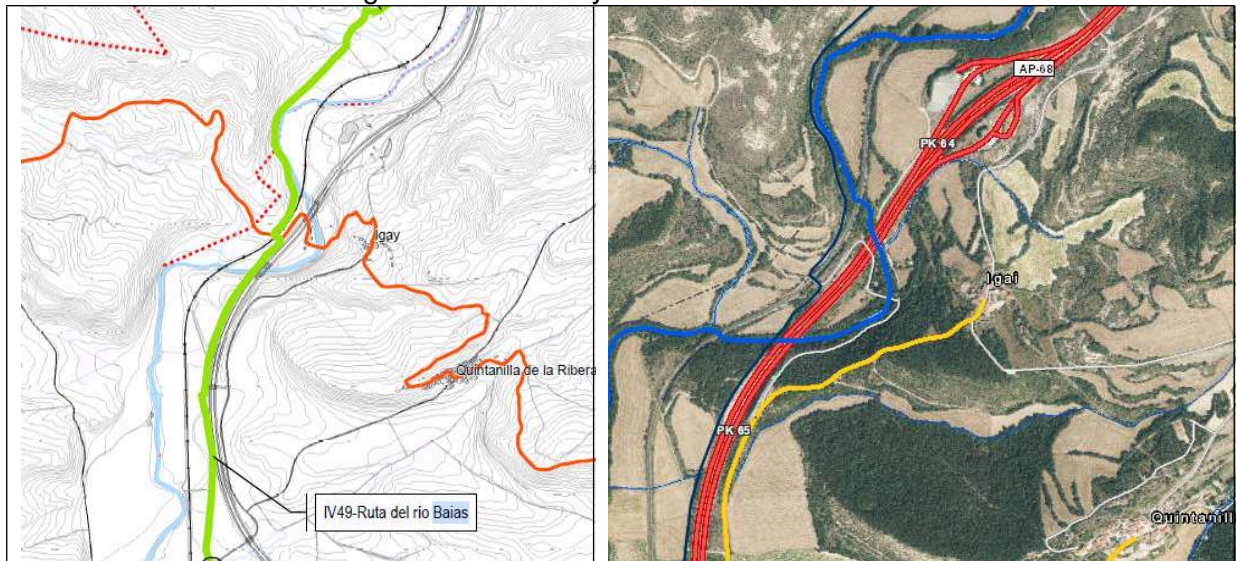 Igay
Quintanilla de la Ribera
IV49-Ruta del río Baias
AP-68
PK 64
Igai
PK 65
Quintanill